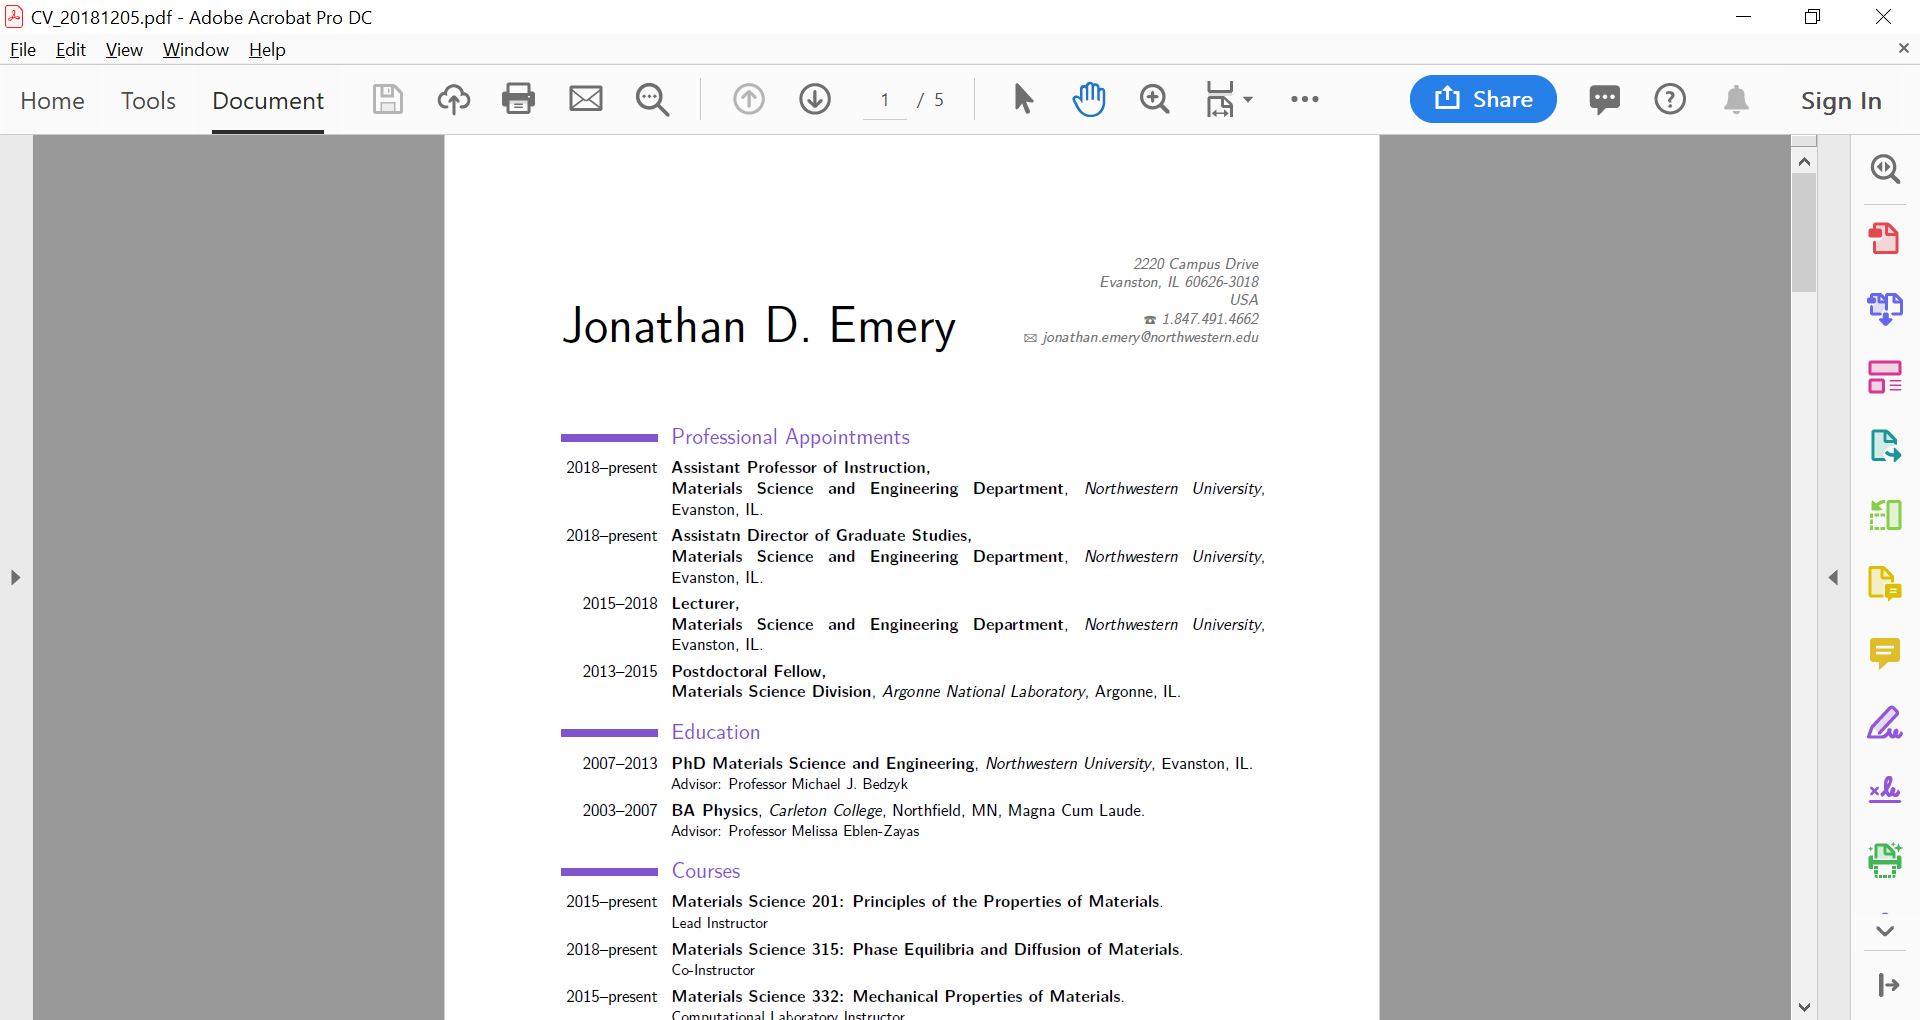 CV_20181205.pdf - Adobe Acrobat Pro DC
File Edit View Window Help
Home Tools Document 1 / 5 Share Sign In
2220 Campus Drive
Evanston, IL 60626-3018
USA
1.847.491.4662
jonathan.emery@northwestern.edu
Jonathan D. Emery
Professional Appointments
2018–present Assistant Professor of Instruction,
Materials Science and Engineering Department, Northwestern University,
Evanston, IL.
2018–present Assistatn Director of Graduate Studies,
Materials Science and Engineering Department, Northwestern University,
Evanston, IL.
2015–2018 Lecturer,
Materials Science and Engineering Department, Northwestern University,
Evanston, IL.
2013–2015 Postdoctoral Fellow,
Materials Science Division, Argonne National Laboratory, Argonne, IL.
Education
2007–2013 PhD Materials Science and Engineering, Northwestern University, Evanston, IL.
Advisor: Professor Michael J. Bedzyk
2003–2007 BA Physics, Carleton College, Northfield, MN, Magna Cum Laude.
Advisor: Professor Melissa Eblen-Zayas
Courses
2015–present Materials Science 201: Principles of the Properties of Materials.
Lead Instructor
2018–present Materials Science 315: Phase Equilibria and Diffusion of Materials.
Co-Instructor
2015–present Materials Science 332: Mechanical Properties of Materials.
Computational Laboratory Instructor